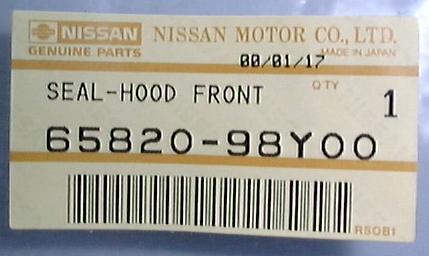 NISSAN NISSAN MOTOR CO., LTD.
GENUINE PARTS MADE IN JAPAN
00/01/17
QTY
SEAL-HOOD FRONT 1
65820-98Y00
RSOB1